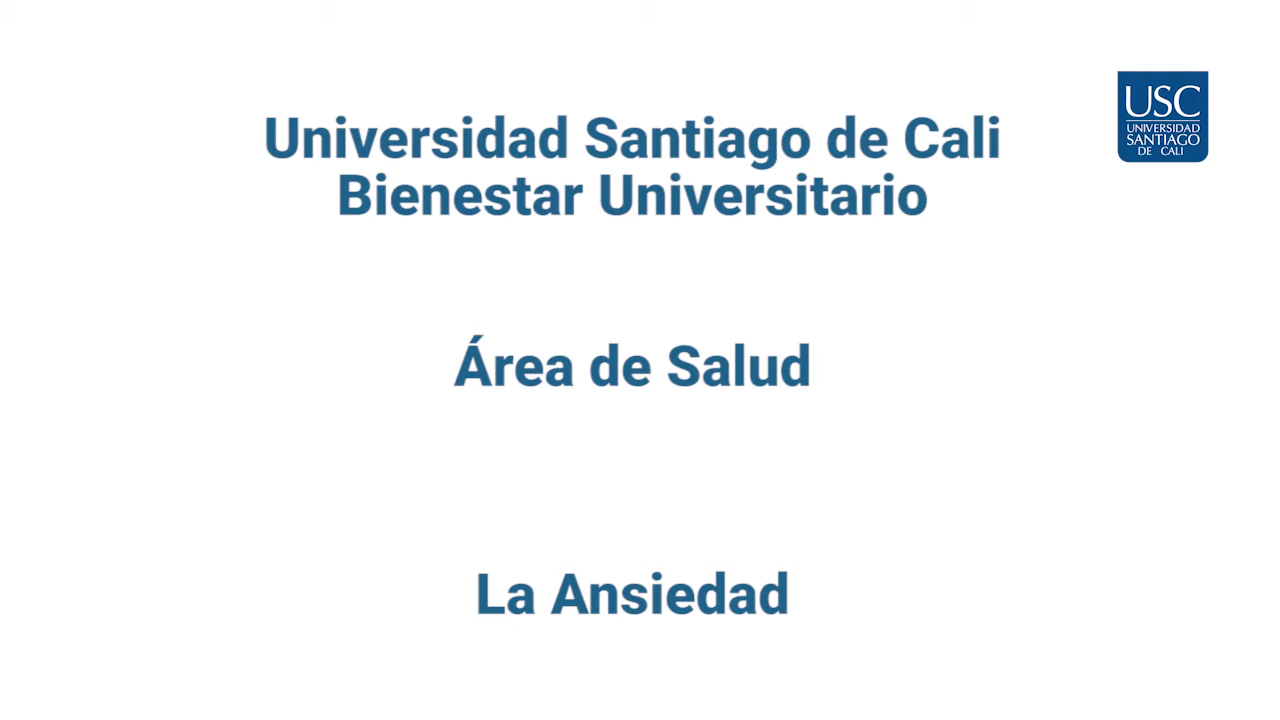 Universidad Santiago de Cali
Bienestar Universitario
USC
UNIVERSIDAD
SANTIAGO
DE CALI
Área de Salud
La Ansiedad